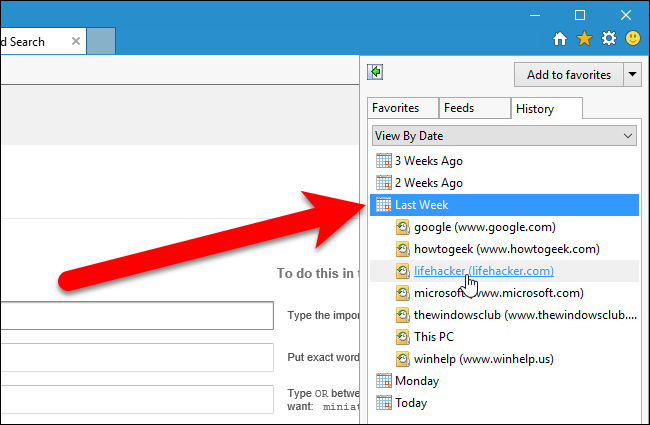 d Search
Add to favorites
Favorites Feeds History
View By Date
3 Weeks Ago
2 Weeks Ago
Last Week
google (www.google.com)
howtogeek (www.howtogeek.com)
lifehacker (lifehacker.com)
microsoft (www.microsoft.com)
thewindowsclub (www.thewindowsclub....
This PC
winhelp (www.winhelp.us)
Monday
Today
To do this in t
Type the impor
Put exact word
Type OR betwe
want: miniat